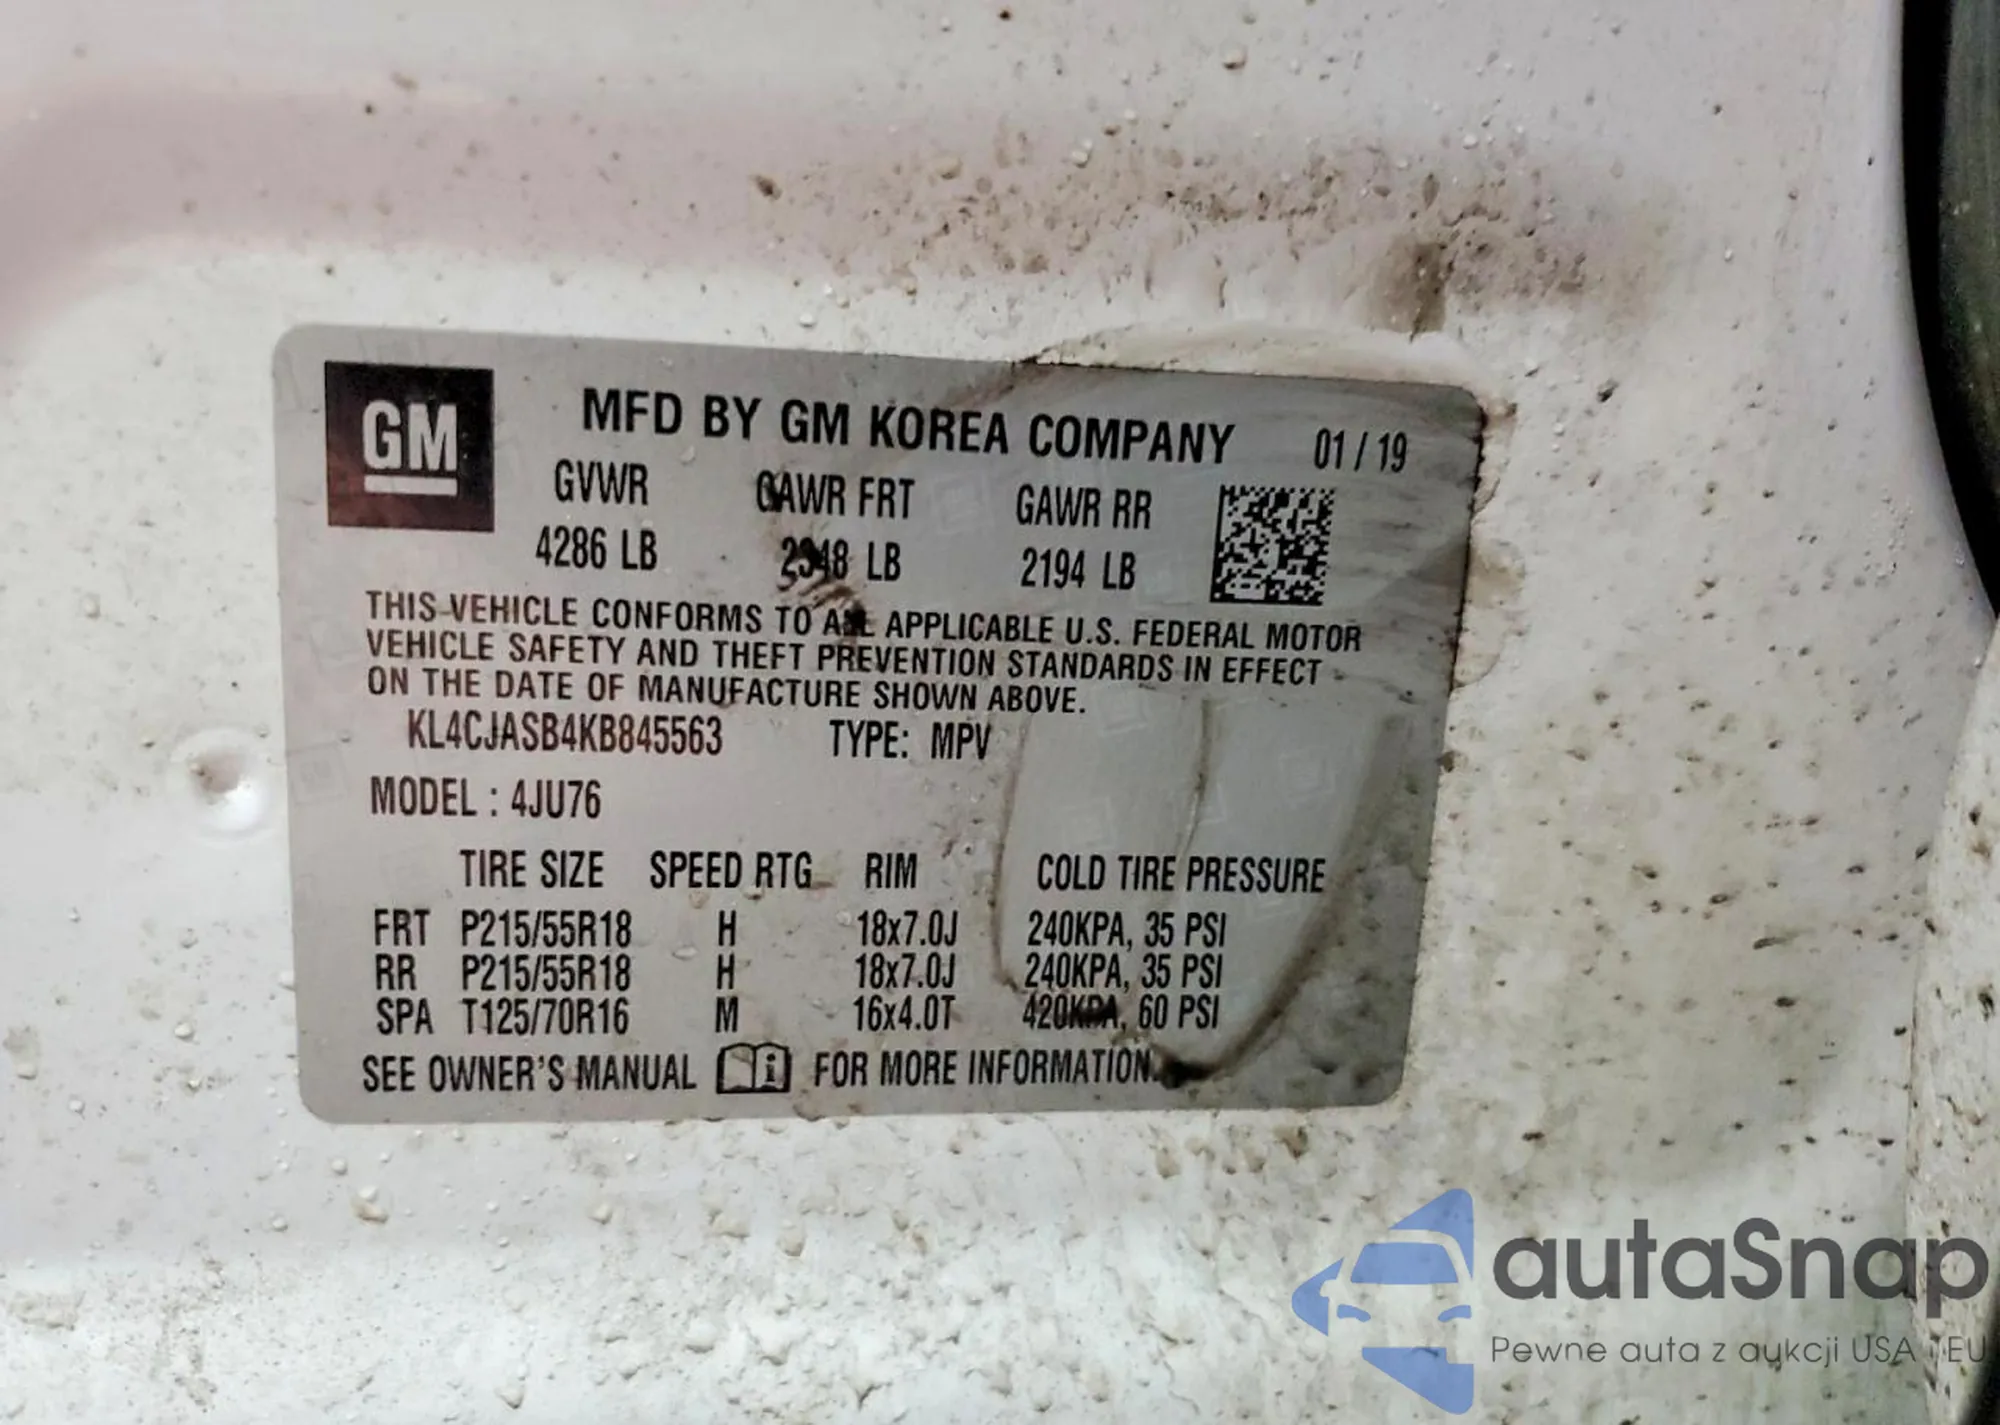 GM
MFD BY GM KOREA COMPANY 01 / 19
GVWR GAWR FRT GAWR RR
4286 LB 2348 LB 2194 LB
THIS VEHICLE CONFORMS TO ALL APPLICABLE U.S. FEDERAL MOTOR
VEHICLE SAFETY AND THEFT PREVENTION STANDARDS IN EFFECT
ON THE DATE OF MANUFACTURE SHOWN ABOVE.
KL4CJASB4KB845563 TYPE: MPV
MODEL : 4JU76
TIRE SIZE SPEED RTG RIM COLD TIRE PRESSURE
FRT P215/55R18 H 18x7.0J 240KPA, 35 PSI
RR P215/55R18 H 18x7.0J 240KPA, 35 PSI
SPA T125/70R16 M 16x4.0T 420KPA, 60 PSI
SEE OWNER'S MANUAL i FOR MORE INFORMATION.
autaSnap
Pewne auta z aukcji USA i EU